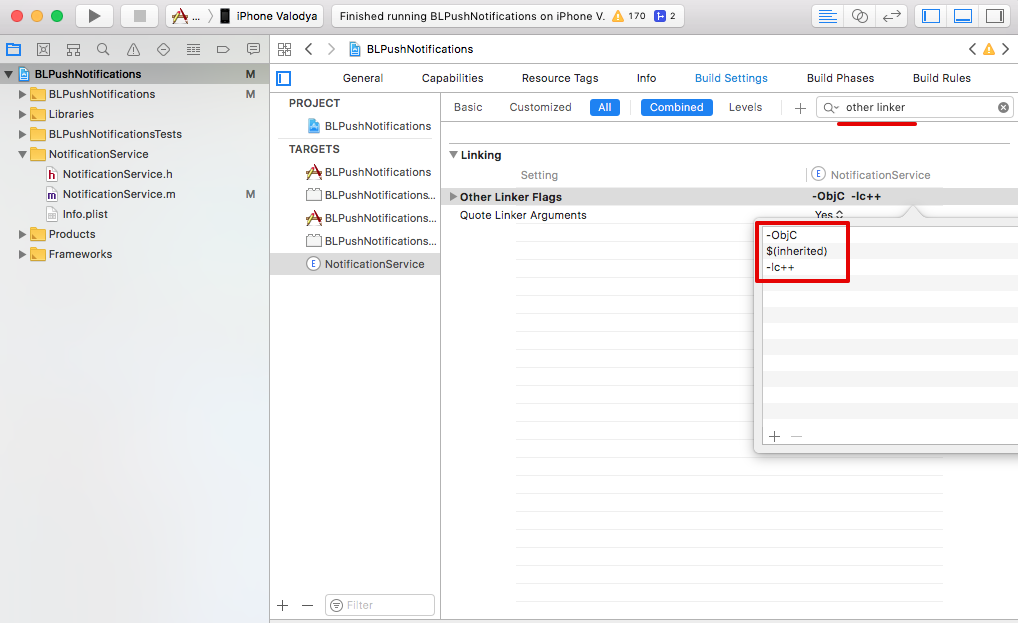 ... iPhone Valodya Finished running BLPushNotifications on iPhone V. 170 2
BLPushNotifications
BLPushNotifications M
BLPushNotifications M
Libraries
BLPushNotificationsTests
NotificationService
h NotificationService.h
m NotificationService.m M
Info.plist
Products
Frameworks
General Capabilities Resource Tags Info Build Settings Build Phases Build Rules
PROJECT
BLPushNotifications
TARGETS
BLPushNotifications
BLPushNotifications...
BLPushNotifications...
BLPushNotifications...
E NotificationService
Filter
Basic Customized All Combined Levels other linker
Linking
Setting E NotificationService
Other Linker Flags -ObjC -lc++
Quote Linker Arguments Yes
-ObjC
$(inherited)
-lc++